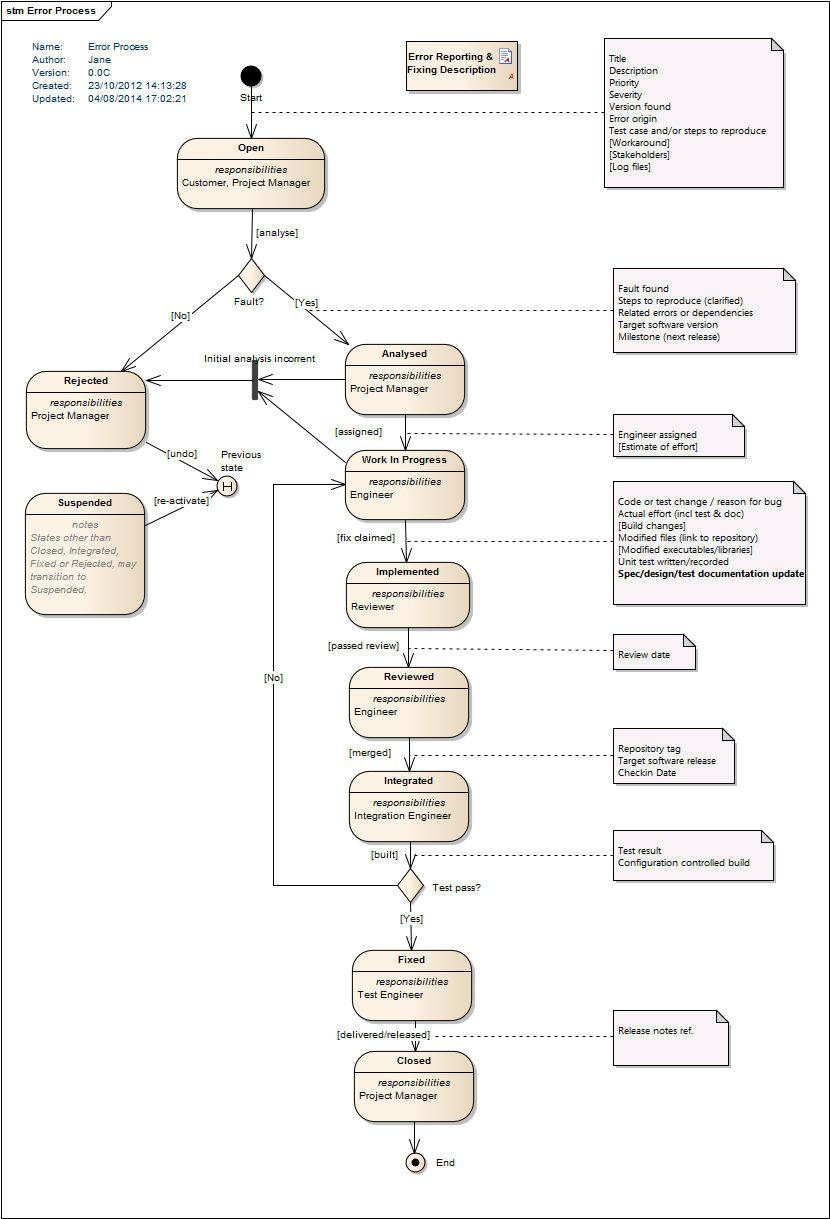 stm Error Process
Name: Error Process
Author: Jane
Version: 0.0C
Created: 23/10/2012 14:13:28
Updated: 04/08/2014 17:02:21
Error Reporting &
Fixing Description
A
Start
Title
Description
Priority
Severity
Version found
Error origin
Test case and/or steps to reproduce
[Workaround]
[Stakeholders]
[Log files]
Open
responsibilities
Customer, Project Manager
[analyse]
Fault?
[No]
[Yes]
Fault found
Steps to reproduce (clarified)
Related errors or dependencies
Target software version
Milestone (next release)
Initial analysis incorrent
Analysed
responsibilities
Project Manager
Rejected
responsibilities
Project Manager
[assigned]
Engineer assigned
[Estimate of effort]
[undo]
Previous
state
H
Work In Progress
responsibilities
Engineer
[re-activate]
Suspended
notes
States other than
Closed, Integrated,
Fixed or Rejected, may
transition to
Suspended.
[fix claimed]
Code or test change / reason for bug
Actual effort (incl test & doc)
[Build changes]
Modified files (link to repository)
[Modified executables/libraries]
Unit test written/recorded
Spec/design/test documentation update
Implemented
responsibilities
Reviewer
[passed review]
Review date
[No]
Reviewed
responsibilities
Engineer
[merged]
Repository tag
Target software release
Checkin Date
Integrated
responsibilities
Integration Engineer
[built]
Test result
Configuration controlled build
Test pass?
[Yes]
Fixed
responsibilities
Test Engineer
[delivered/released]
Release notes ref.
Closed
responsibilities
Project Manager
End